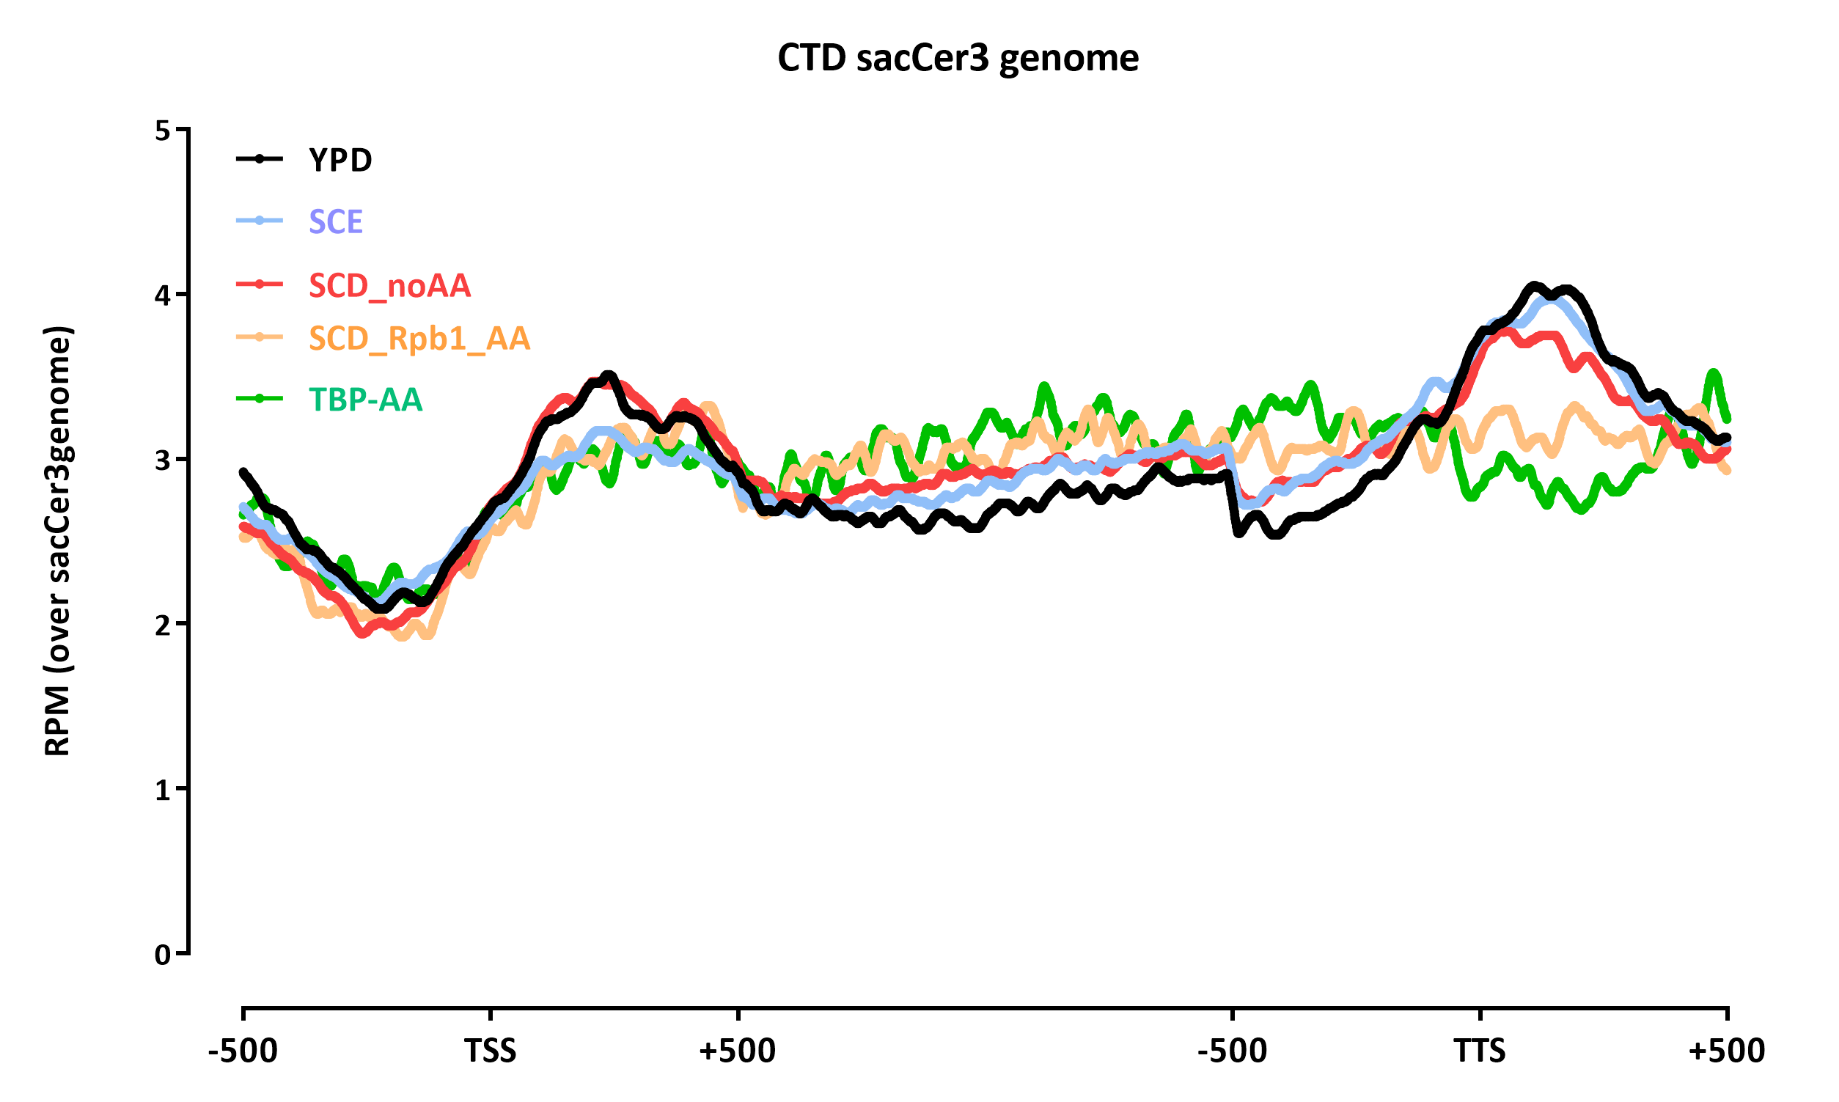 CTD sacCer3 genome
5
4
3
2
1
0
RPM (over sacCer3genome)
YPD
SCE
SCD_noAA
SCD_Rpb1_AA
TBP-AA
-500 TSS +500 -500 TTS +500